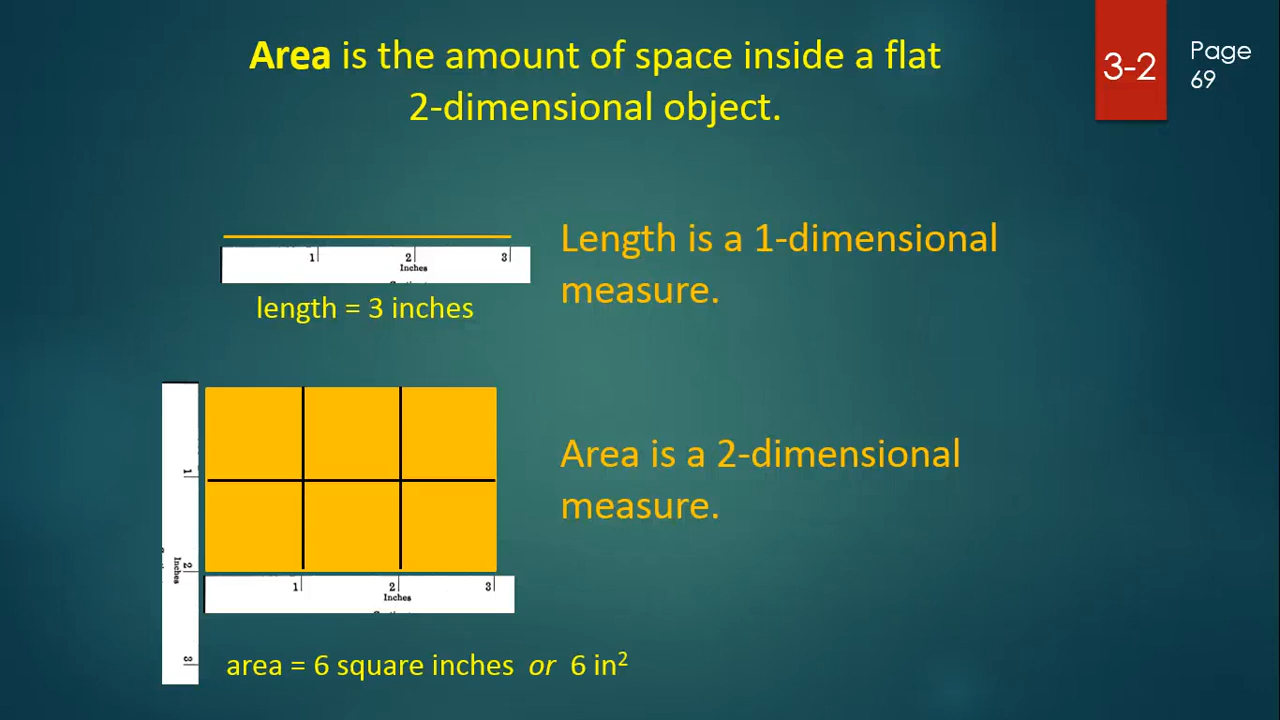 Area is the amount of space inside a flat
2-dimensional object.
3-2
Page
69
Length is a 1-dimensional
measure.
1 2 3
Inches
length = 3 inches
Area is a 2-dimensional
measure.
1
2
Inches
3
1 2 3
Inches
area = 6 square inches or 6 in²